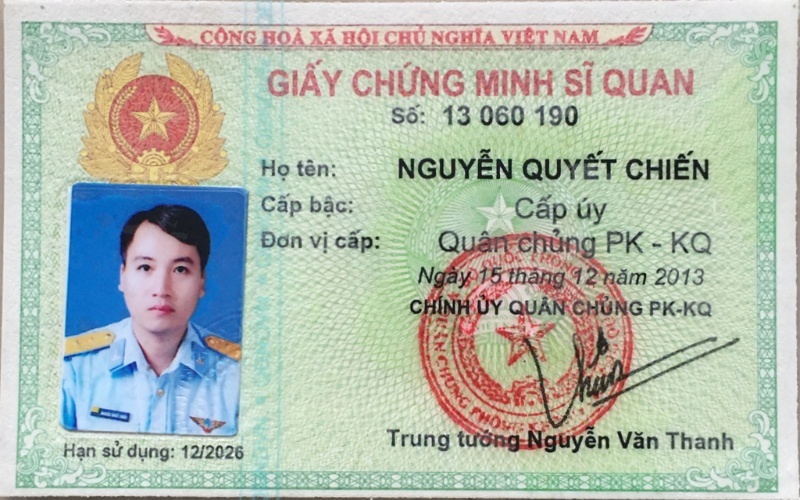 CỘNG HOÀ XÃ HỘI CHỦ NGHĨA VIỆT NAM
GIẤY CHỨNG MINH SĨ QUAN
Số: 13 060 190
Họ tên: NGUYỄN QUYẾT CHIẾN
Cấp bậc: Cấp úy
Đơn vị cấp: Quân chủng PK - KQ
Ngày 15 tháng 12 năm 2013
CHÍNH ỦY QUÂN CHỦNG PK-KQ
Trung tướng Nguyễn Văn Thanh
Hạn sử dụng: 12/2026